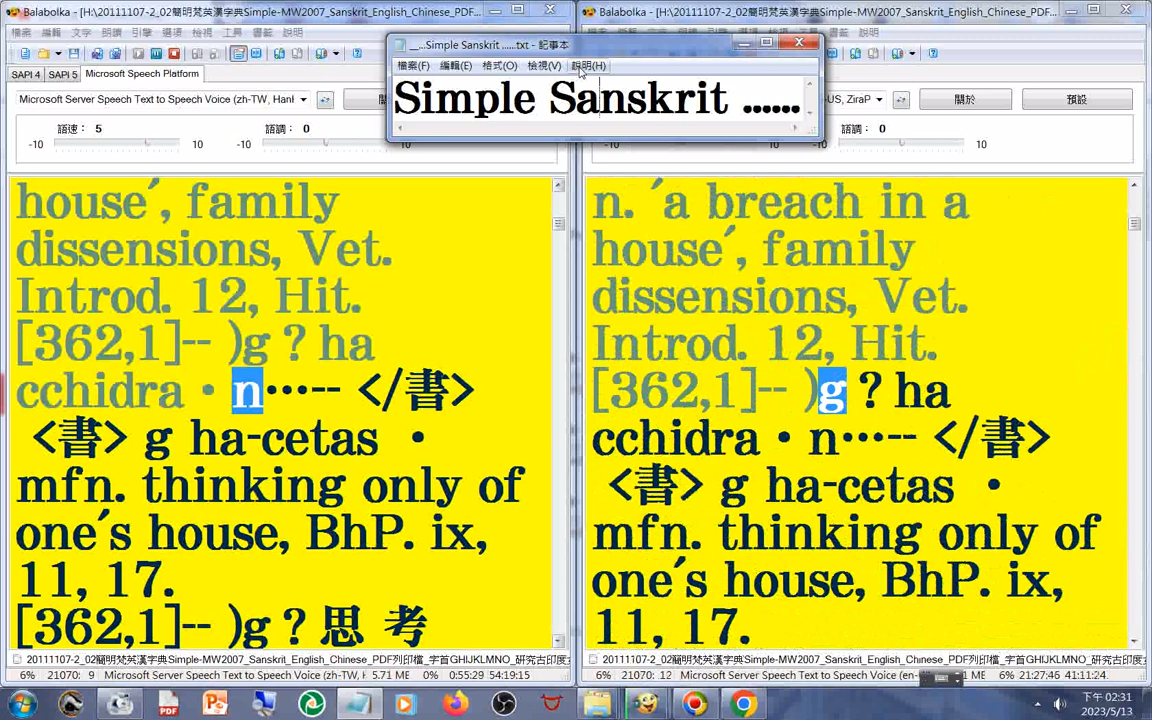 Balabolka - [H:\20111107-2_02簡明梵英漢字典Simple-MW2007_Sanskrit_English_Chinese_PDF...
Balabolka - [H:\20111107-2_02簡明梵英漢字典Simple-MW2007_Sanskrit_English_Chinese_PDF...
__...Simple Sanskrit ......txt - 記事本
檔案(F) 編輯(E) 格式(O) 檢視(V) 說明(H)
Simple Sanskrit ......
SAPI 4 SAPI 5 Microsoft Speech Platform
Microsoft Server Speech Text to Speech Voice (zh-TW, Hanl
-US, ZiraP 關於 預設
語速： 5 語調： 0
語調： 0
-10 10 -10 10
-10 10
house´, family
dissensions, Vet.
Introd. 12, Hit.
[362,1]-- )g ? ha
cchidra • n…-- </書>
<書> g ha-cetas •
mfn. thinking only of
one´s house, BhP. ix,
11, 17.
[362,1]-- )g ? 思 考
n. ´a breach in a
house´, family
dissensions, Vet.
Introd. 12, Hit.
[362,1]-- )g ? ha
cchidra • n…-- </書>
<書> g ha-cetas •
mfn. thinking only of
one´s house, BhP. ix,
11, 17.
20111107-2_02簡明梵英漢字典Simple-MW2007_Sanskrit_English_Chinese_PDF列印檔_字首GHIJKLMNO_研究古印度
20111107-2_02簡明梵英漢字典Simple-MW2007_Sanskrit_English_Chinese_PDF列印檔_字首GHIJKLMNO_研究古印度
6% 21070: 9 Microsoft Server Speech Text to Speech Voice (zh-TW, H 5.71 MB 0% 0:55:29 54:19:15
6% 21070: 12 Microsoft Server Speech Text to Speech Voice (en 6% 21:27:46 41:11:24
下午 02:31
2023/5/13